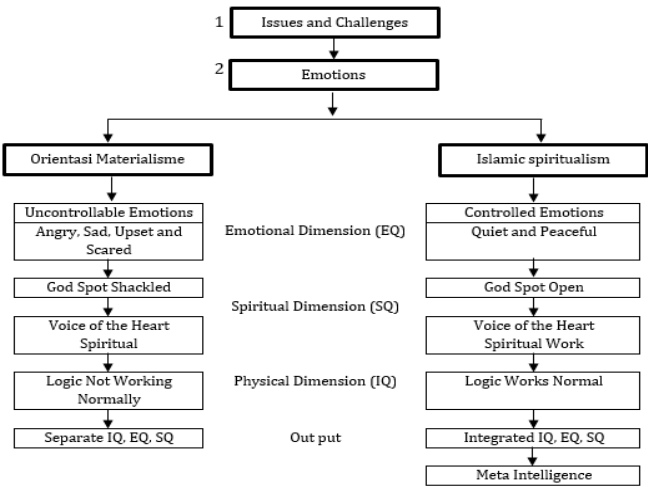 1 Issues and Challenges
2 Emotions
Orientasi Materialisme
Islamic spiritualism
Uncontrollable Emotions
Angry, Sad, Upset and
Scared
Emotional Dimension (EQ)
Controlled Emotions
Quiet and Peaceful
God Spot Shackled
Spiritual Dimension (SQ)
God Spot Open
Voice of the Heart
Spiritual
Voice of the Heart
Spiritual Work
Logic Not Working
Normally
Physical Dimension (IQ)
Logic Works Normal
Separate IQ, EQ, SQ
Out put
Integrated IQ, EQ, SQ
Meta Intelligence